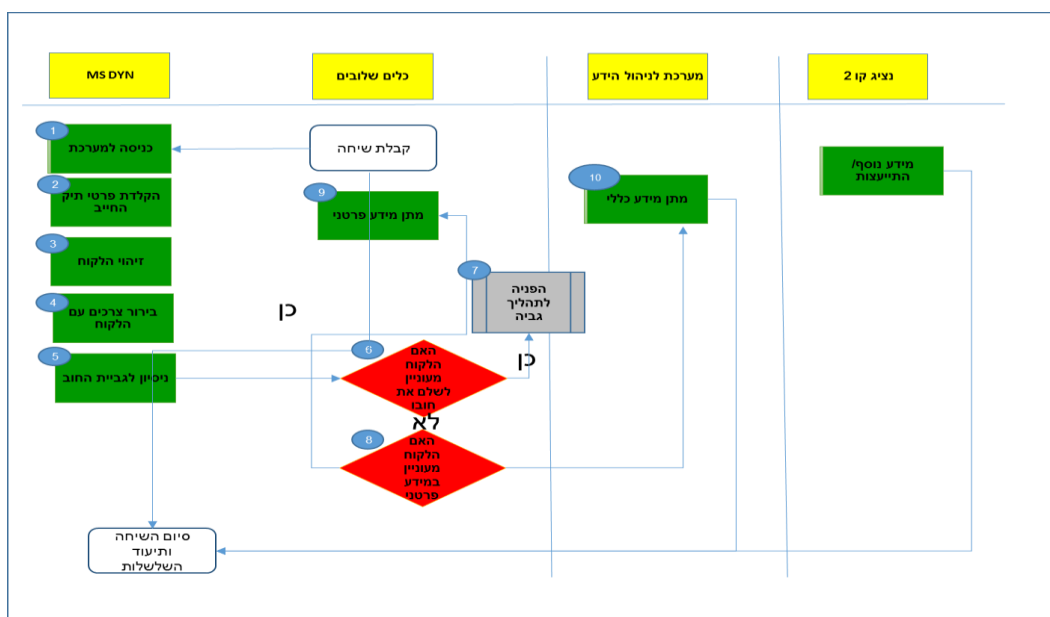 MS DYN
כלים שלובים
מערכת לניהול הידע
נציג קו 2
1
כניסה למערכת
קבלת שיחה
מידע נוסף/
התייעצות
2
הקלדת פרטי תיק
החייב
9
מתן מידע פרטני
10
מתן מידע כללי
3
זיהוי הלקוח
7
הפניה
לתהליך
גביה
4
בירור צרכים עם
הלקוח
כן
5
ניסיון לגביית החוב
6
האם
הלקוח
מעוניין
לשלם את
חובו
כן
לא
8
האם
הלקוח
מעוניין
במידע
פרטני
סיום השיחה
ותיעוד
השלשלות